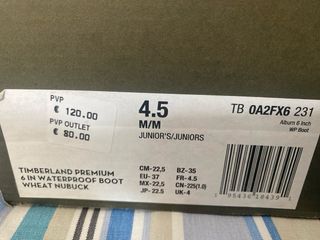 PVP
€ 120.00
PVP OUTLET
€ 80.00
TIMBERLAND PREMIUM
6 IN WATERPROOF BOOT
WHEAT NUBUCK
4.5
M/M
JUNIOR'S/JUNIORS
CM-22,5 BZ-35
EU- 37 FR-4.5
MX-22,5 CN-225(1.0)
JP-22.5 UK-4
TB 0A2FX6 231
Album 6 Inch
WP Boot